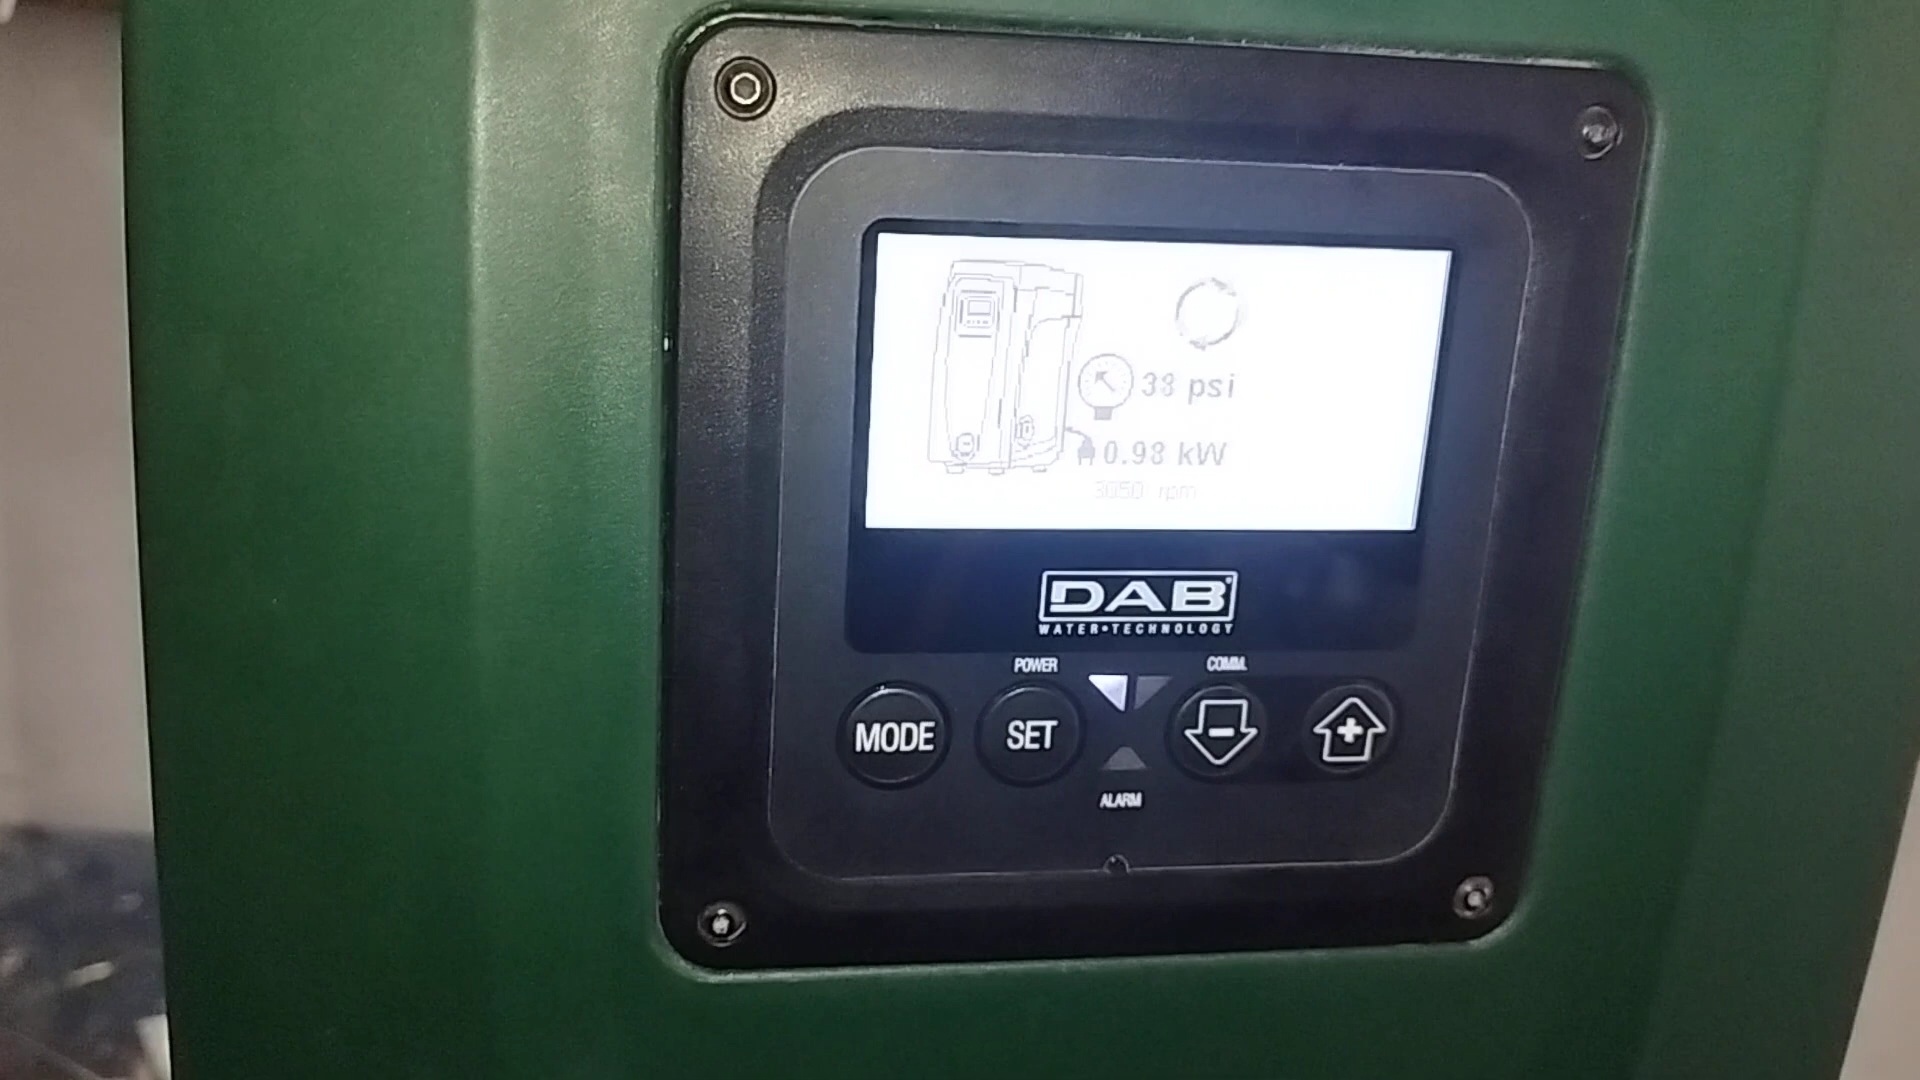 38 psi
0.98 kW
3050 rpm
DAB
WATER•TECHNOLOGY
POWER
COMM.
MODE
SET
-
+
ALARM